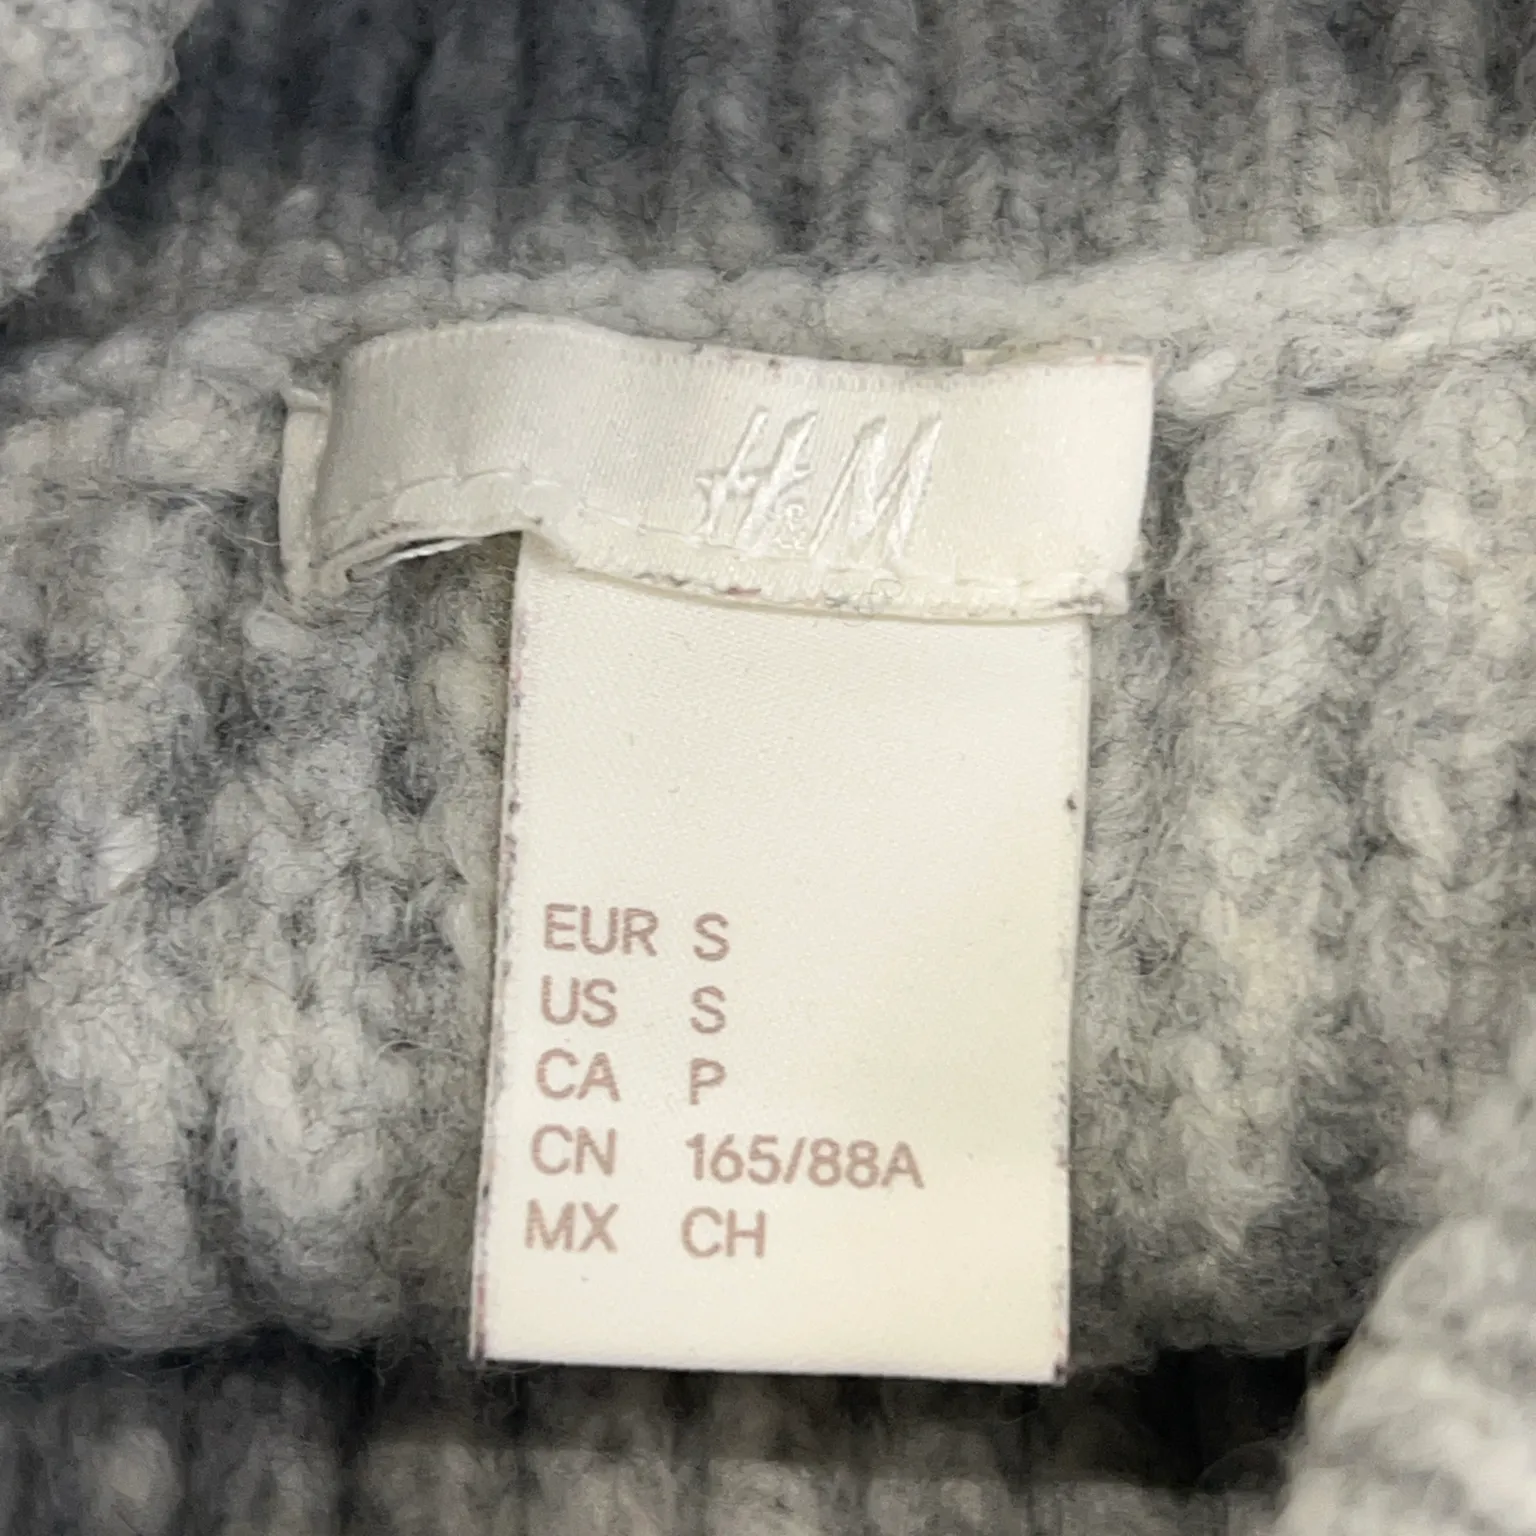 H&M
EUR S
US S
CA P
CN 165/88A
MX CH